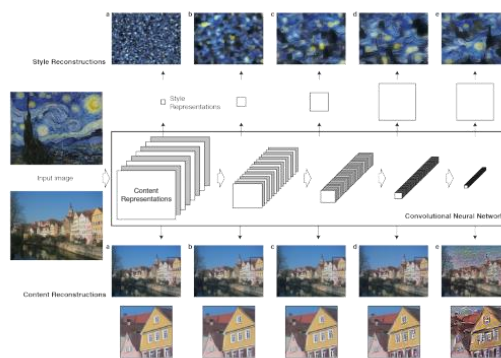 a b c d e
Style Reconstructions
Style
Representations
Input image
Content
Representations
Convolutional Neural Network
a b c d e
Content Reconstructions